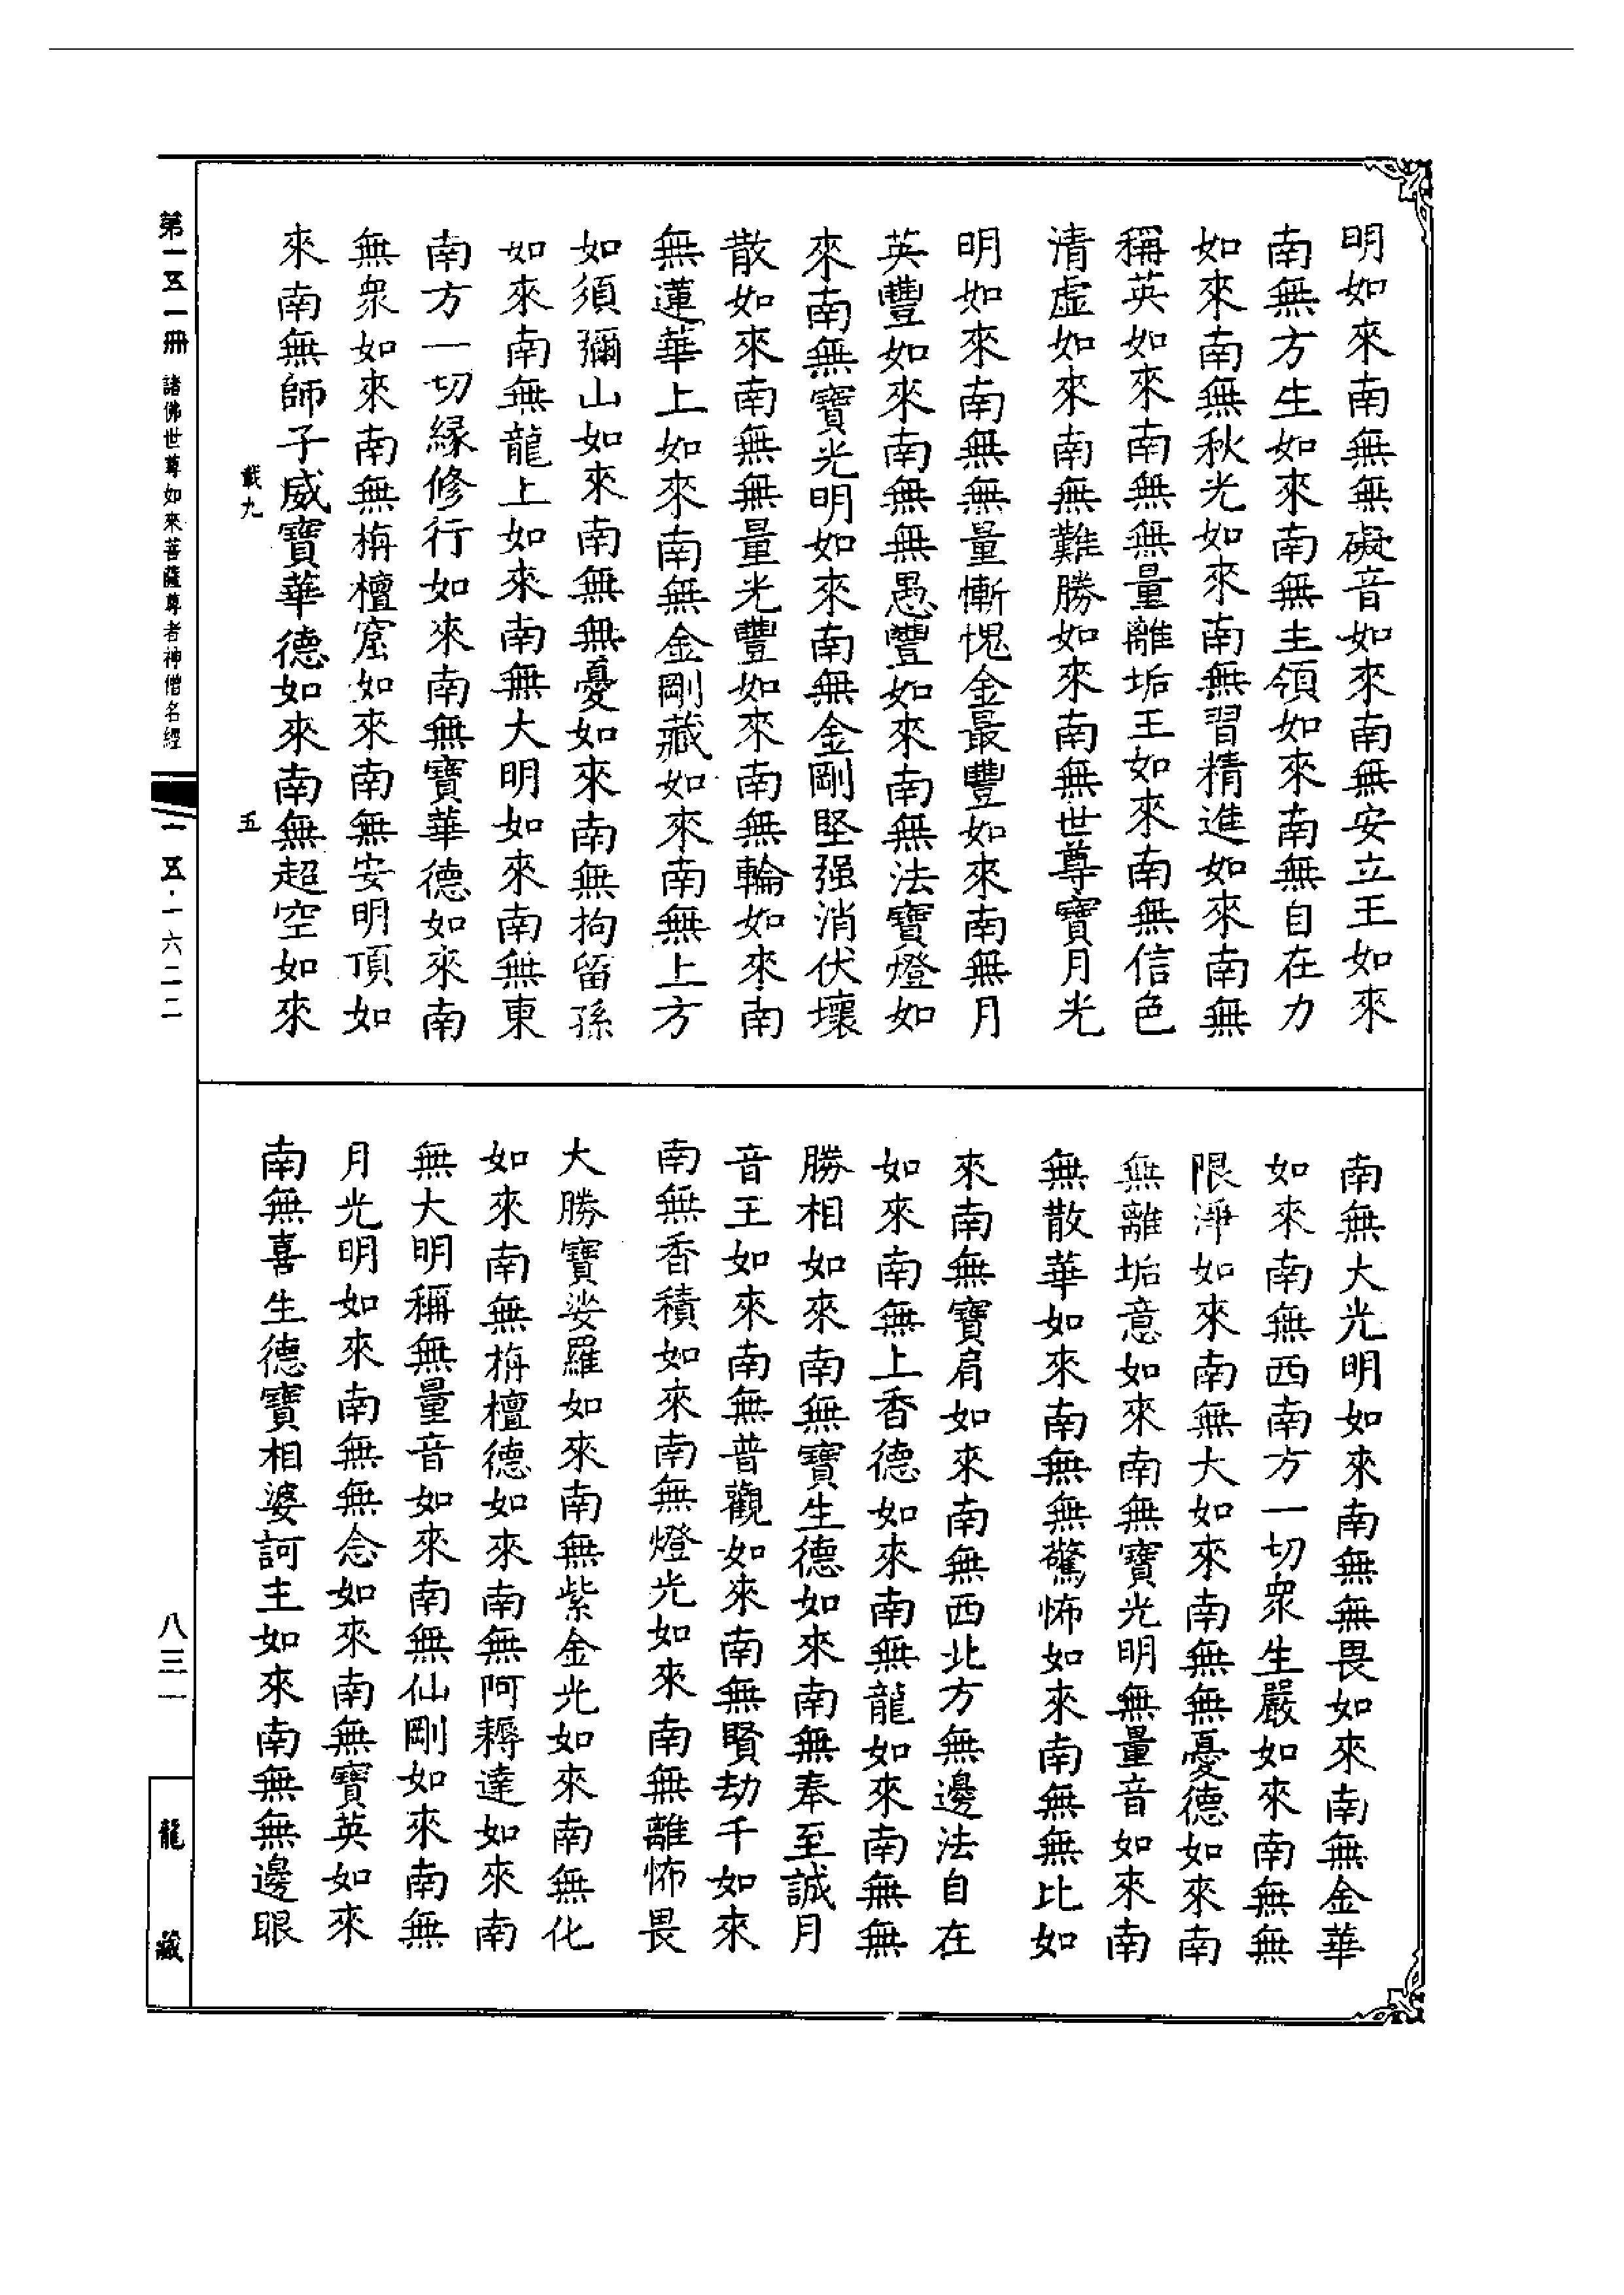 明如來南無無礙音如來南無安立王如來
南無方生如來南無主領如來南無自在力
如來南無秋光如來南無習精進如來南無
稱英如來南無無量離垢王如來南無信色
清虛如來南無難勝如來南無世尊寶月光
明如來南無無量慚愧金最豐如來南無月
英豐如來南無無愚豐如來南無法寶燈如
來南無寶光明如來南無金剛堅强消伏壞
散如來南無無量光豐如來南無輪如來南
無蓮華上如來南無金剛藏如來南無上方
如須彌山如來南無無憂如來南無拘留孫
如來南無龍上如來南無大明如來南無東
南方一切緣修行如來南無寶華德如來南
無眾如來南無栴檀窟如來南無安明頂如
來南無師子威寶華德如來南無超空如來
載九
五
南無大光明如來南無無畏如來南無金華
如來南無西南方一切眾生嚴如來南無無
限淨如來南無大如來南無無憂德如來南
無離垢意如來南無寶光明無量音如來南
無散華如來南無無驚怖如來南無無比如
來南無寶肩如來南無西北方無邊法自在
如來南無上香德如來南無龍如來南無無
勝相如來南無寶生德如來南無奉至誠月
音王如來南無普觀如來南無賢劫千如來
南無香積如來南無燈光如來南無離怖畏
大勝寶娑羅如來南無紫金光如來南無化
如來南無栴檀德如來南無阿耨達如來南
無大明稱無量音如來南無仙剛如來南無
月光明如來南無無念如來南無寶英如來
南無喜生德寶相婆訶主如來南無無邊眼
第一五一冊 諸佛世尊如來菩薩尊者神僧名經
一五·一六二二
八三一
龍藏